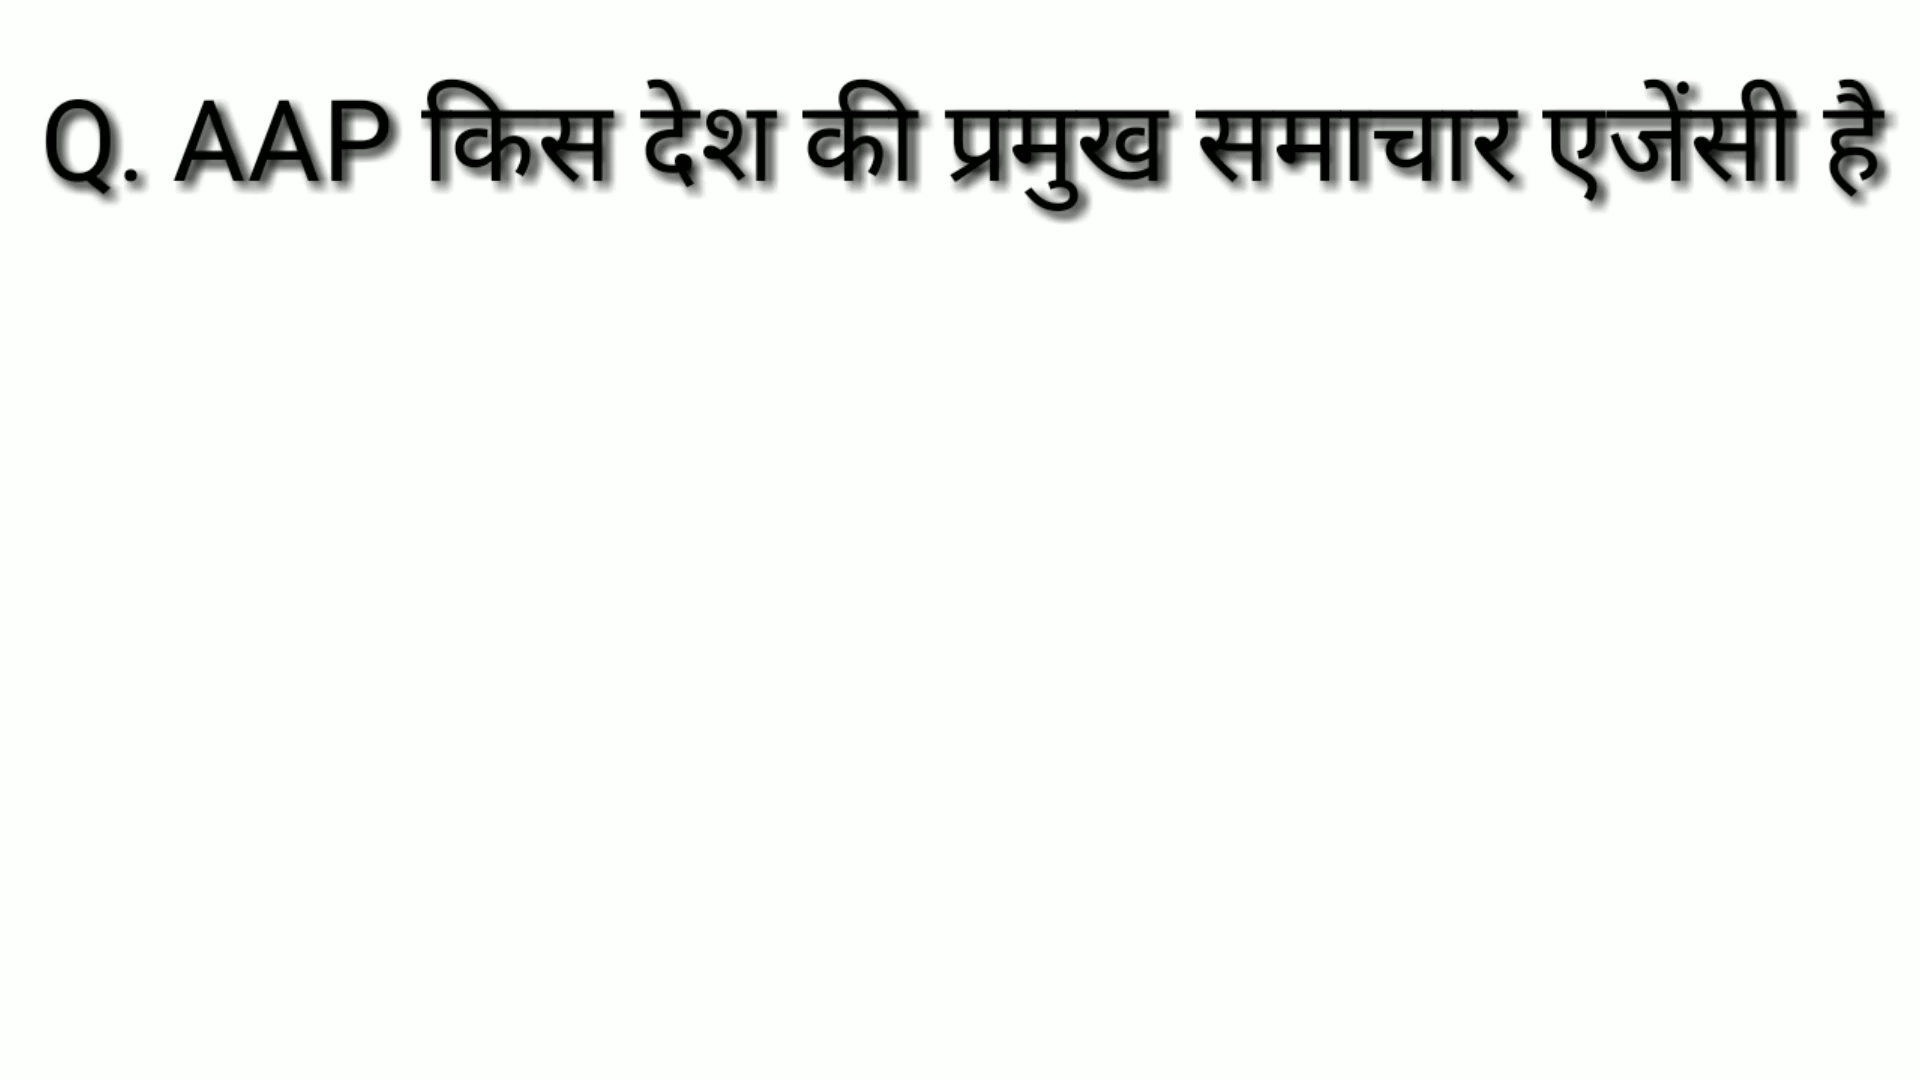 Q. AAP किस देश की प्रमुख समाचार एजेंसी है